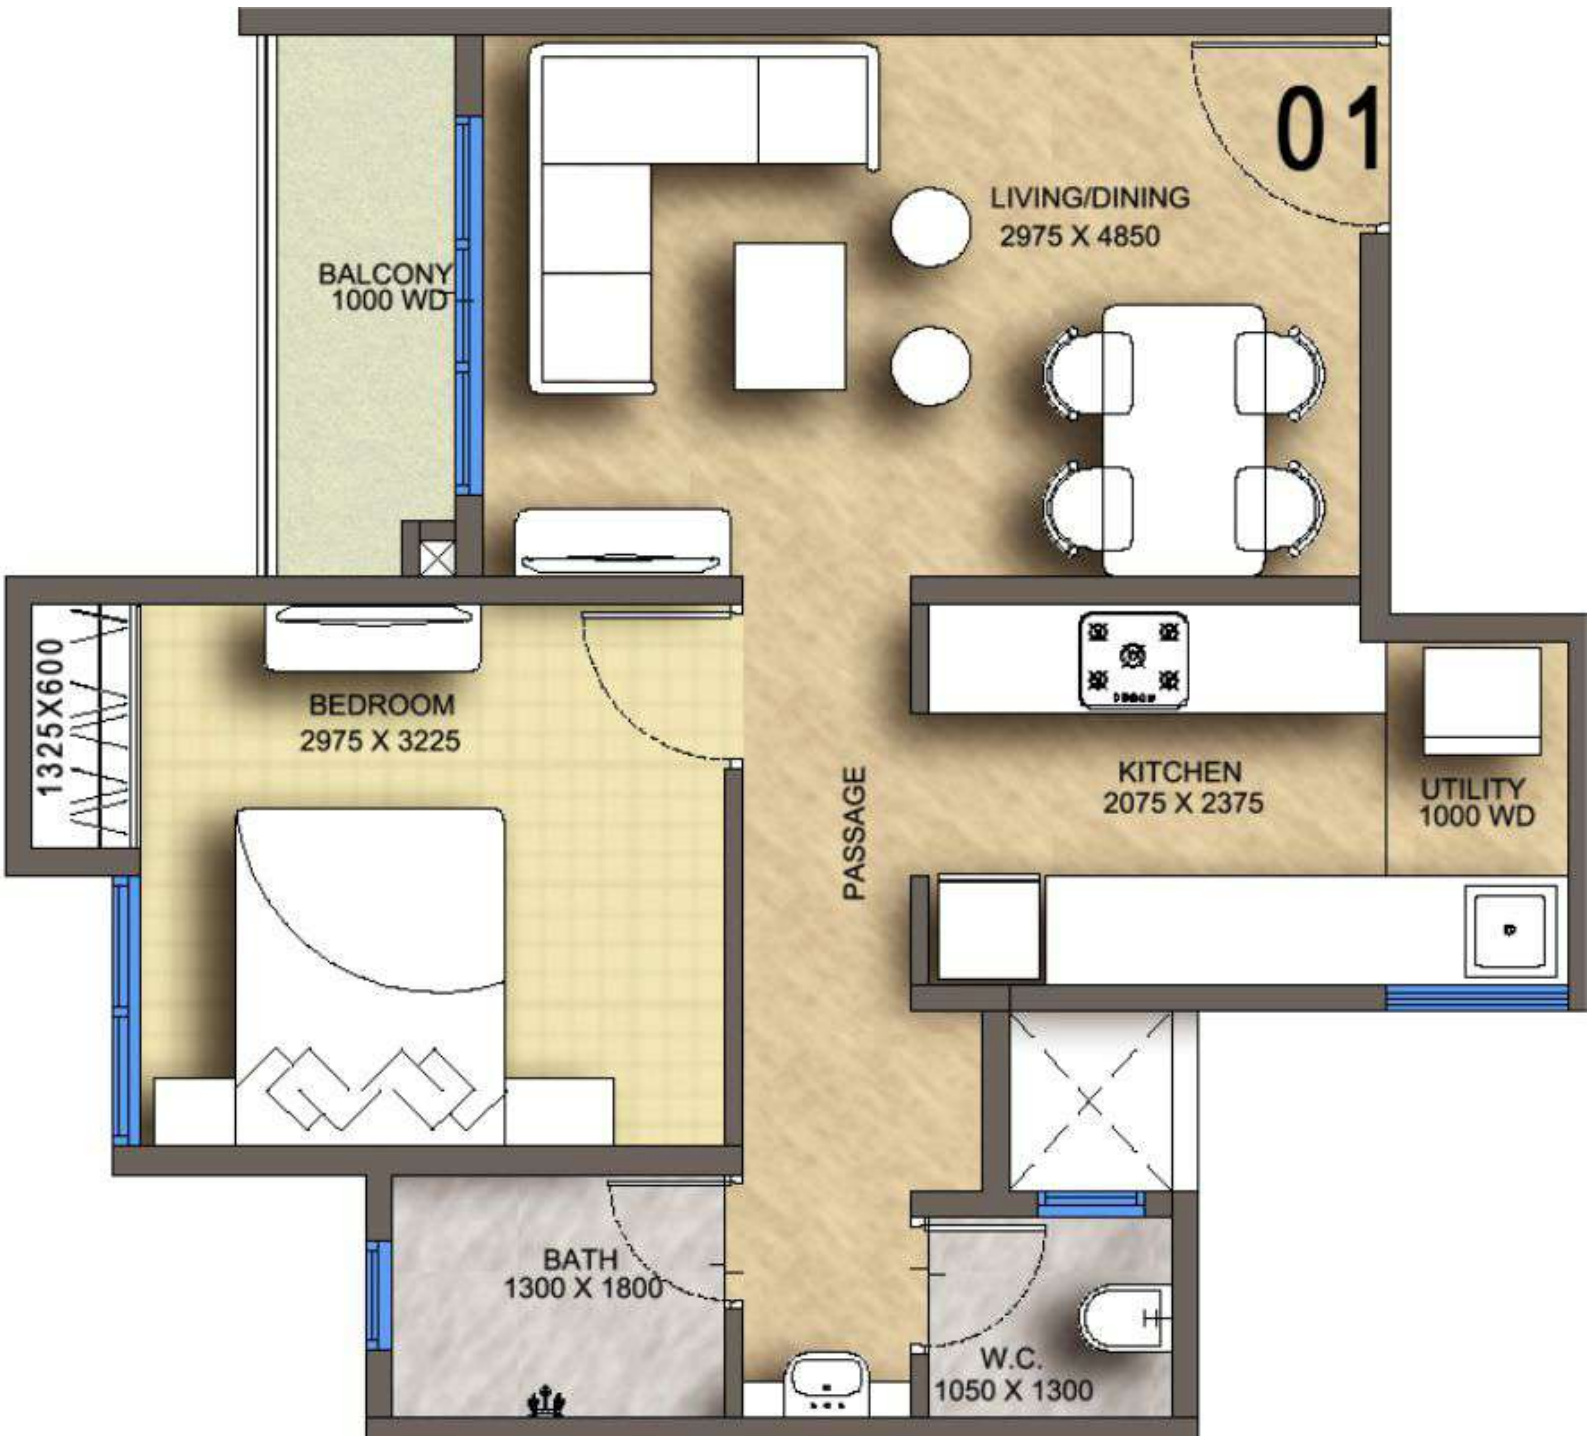 01
LIVING/DINING
2975 X 4850
BALCONY
1000 WD
1325X600
BEDROOM
2975 X 3225
KITCHEN
2075 X 2375
UTILITY
1000 WD
PASSAGE
BATH
1300 X 1800
W.C.
1050 X 1300